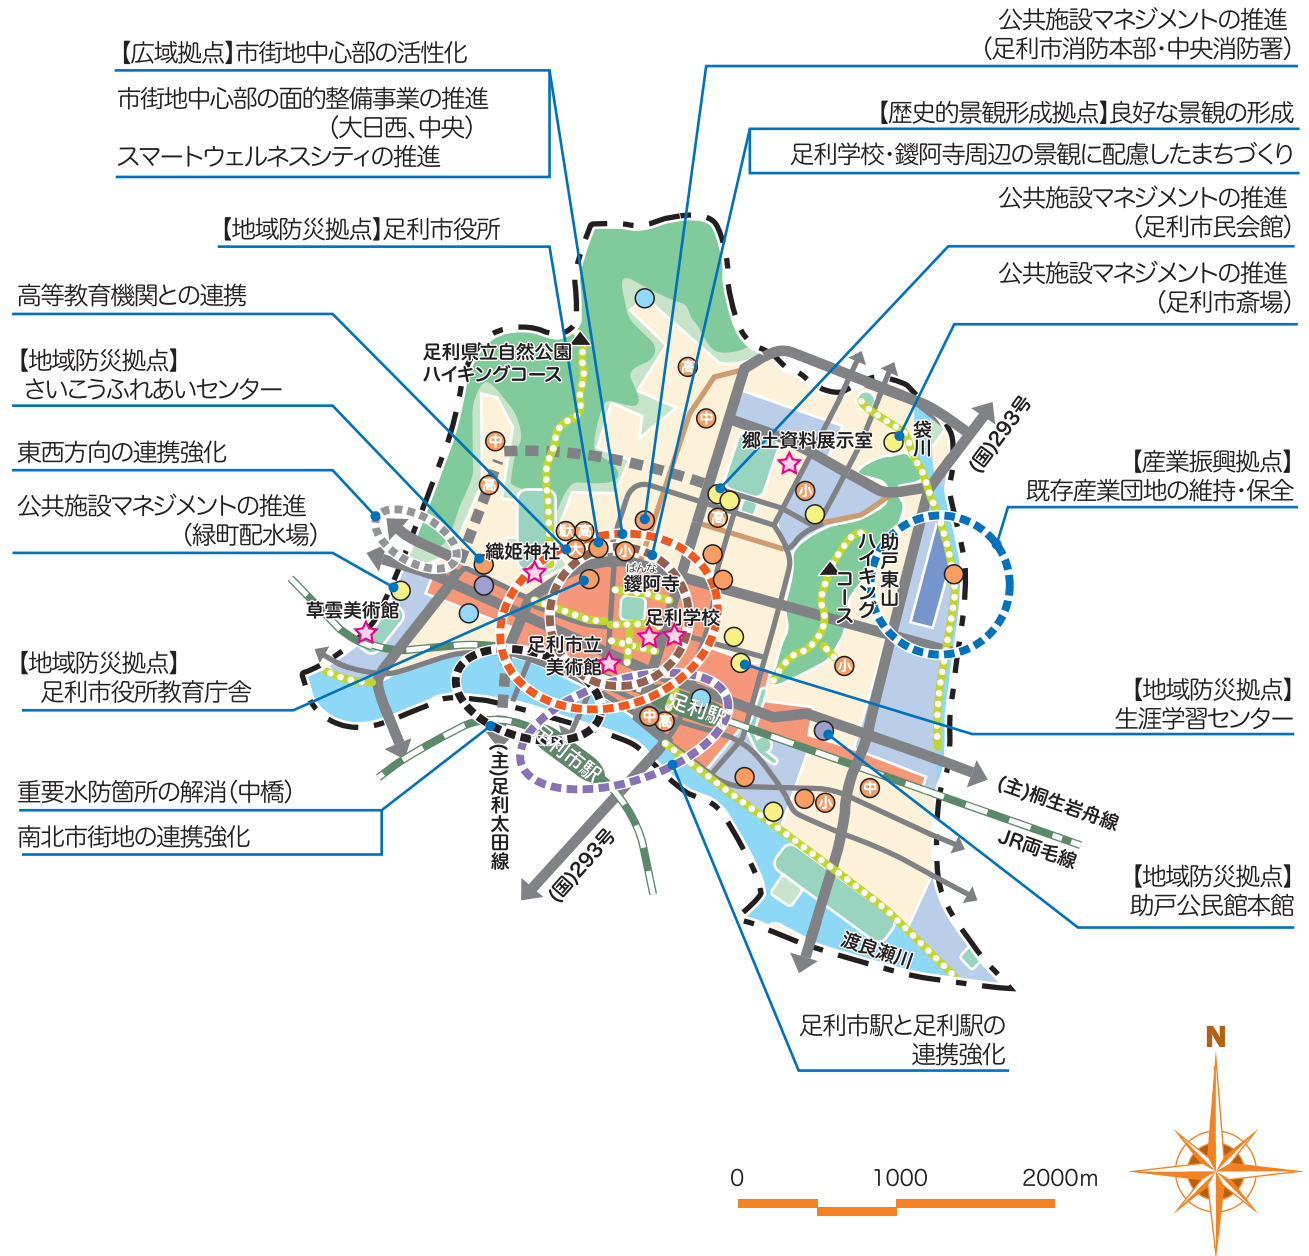 【広域拠点】市街地中心部の活性化
市街地中心部の面的整備事業の推進
（大日西、中央）
スマートウェルネスシティの推進
【地域防災拠点】足利市役所
高等教育機関との連携
【地域防災拠点】
さいこうふれあいセンター
東西方向の連携強化
公共施設マネジメントの推進
（緑町配水場）
【地域防災拠点】
足利市役所教育庁舎
重要水防箇所の解消（中橋）
南北市街地の連携強化
公共施設マネジメントの推進
（足利市消防本部・中央消防署）
【歴史的景観形成拠点】良好な景観の形成
足利学校・鑁阿寺周辺の景観に配慮したまちづくり
公共施設マネジメントの推進
（足利市民会館）
公共施設マネジメントの推進
（足利市斎場）
【産業振興拠点】
既存産業団地の維持・保全
【地域防災拠点】
生涯学習センター
【地域防災拠点】
助戸公民館本館
足利市駅と足利駅の
連携強化
足利県立自然公園
ハイキングコース
高
中
中
高
郷土資料展示室
袋川
(国)293号
小
高
短大
高
大
小
織姫神社
ばんな
鑁阿寺
足利学校
足利市立
美術館
草雲美術館
助戸東山
ハイキング
コース
小
足利駅
中
高
足利市駅
(主)足利太田線
(国)293号
小
中
(主)桐生岩舟線
JR両毛線
渡良瀬川
N
0
1000
2000m